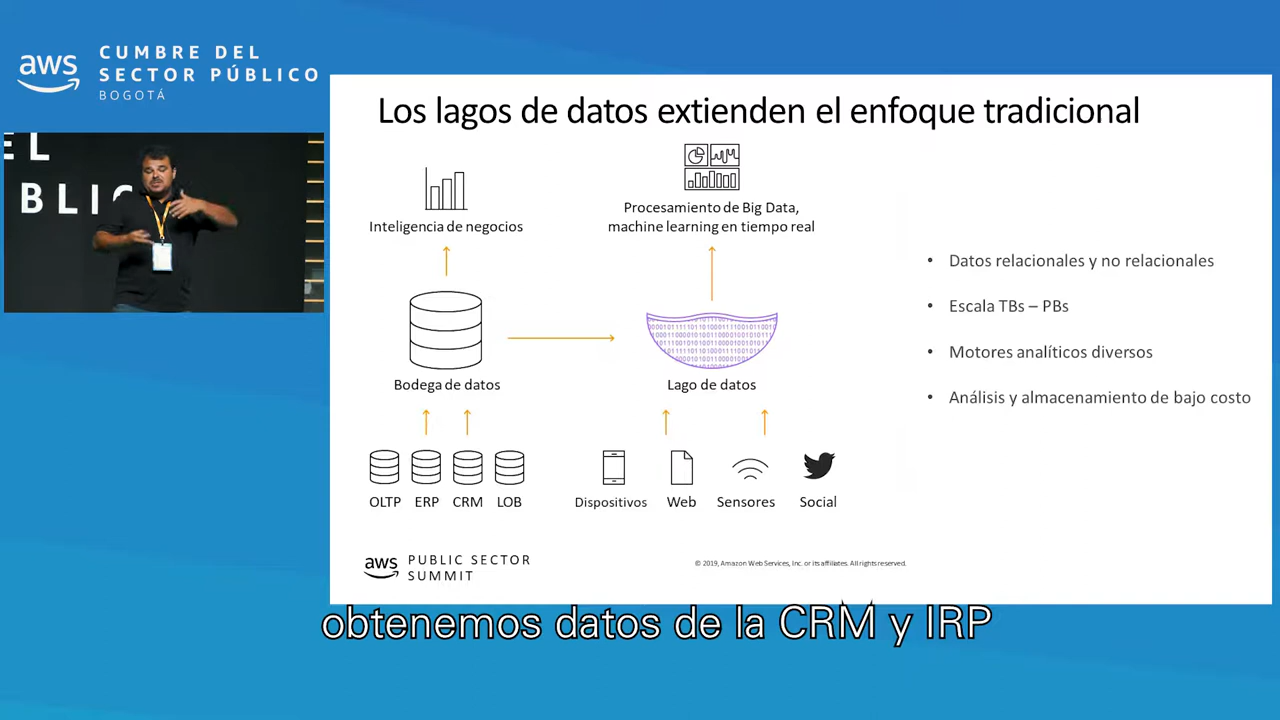 aws
CUMBRE DEL
SECTOR PÚBLICO
BOGOTÁ
EL
BLIC
Los lagos de datos extienden el enfoque tradicional
Inteligencia de negocios
Procesamiento de Big Data,
machine learning en tiempo real
Bodega de datos
Lago de datos
OLTP
ERP
CRM
LOB
Dispositivos
Web
Sensores
Social
• Datos relacionales y no relacionales
• Escala TBs – PBs
• Motores analíticos diversos
• Análisis y almacenamiento de bajo costo
aws
PUBLIC SECTOR
SUMMIT
© 2019, Amazon Web Services, Inc. or its affiliates. All rights reserved.
obtenemos datos de la CRM y IRP